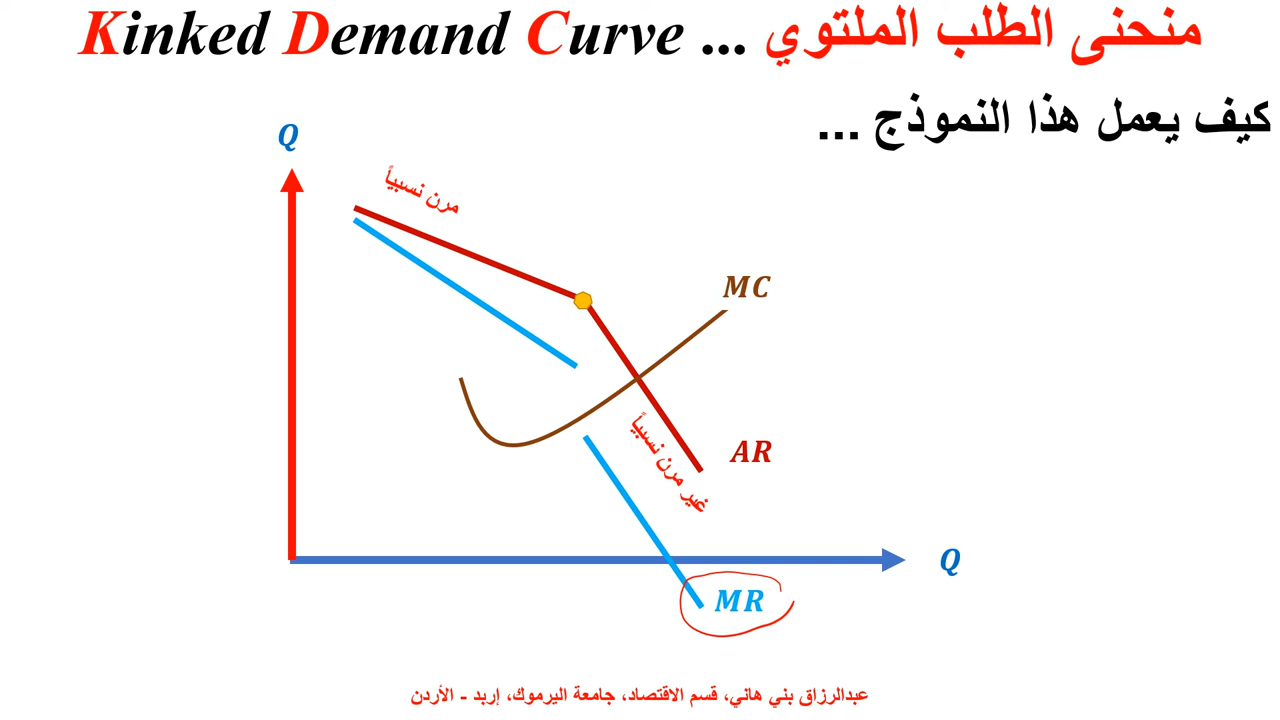 Kinked Demand Curve ... منحنى الطلب الملتوي
كيف يعمل هذا النموذج ...
Q
مرن نسبياً
MC
غير مرن نسبياً
AR
Q
MR
عبدالرزاق بني هاني، قسم الاقتصاد، جامعة اليرموك، إربد - الأردن